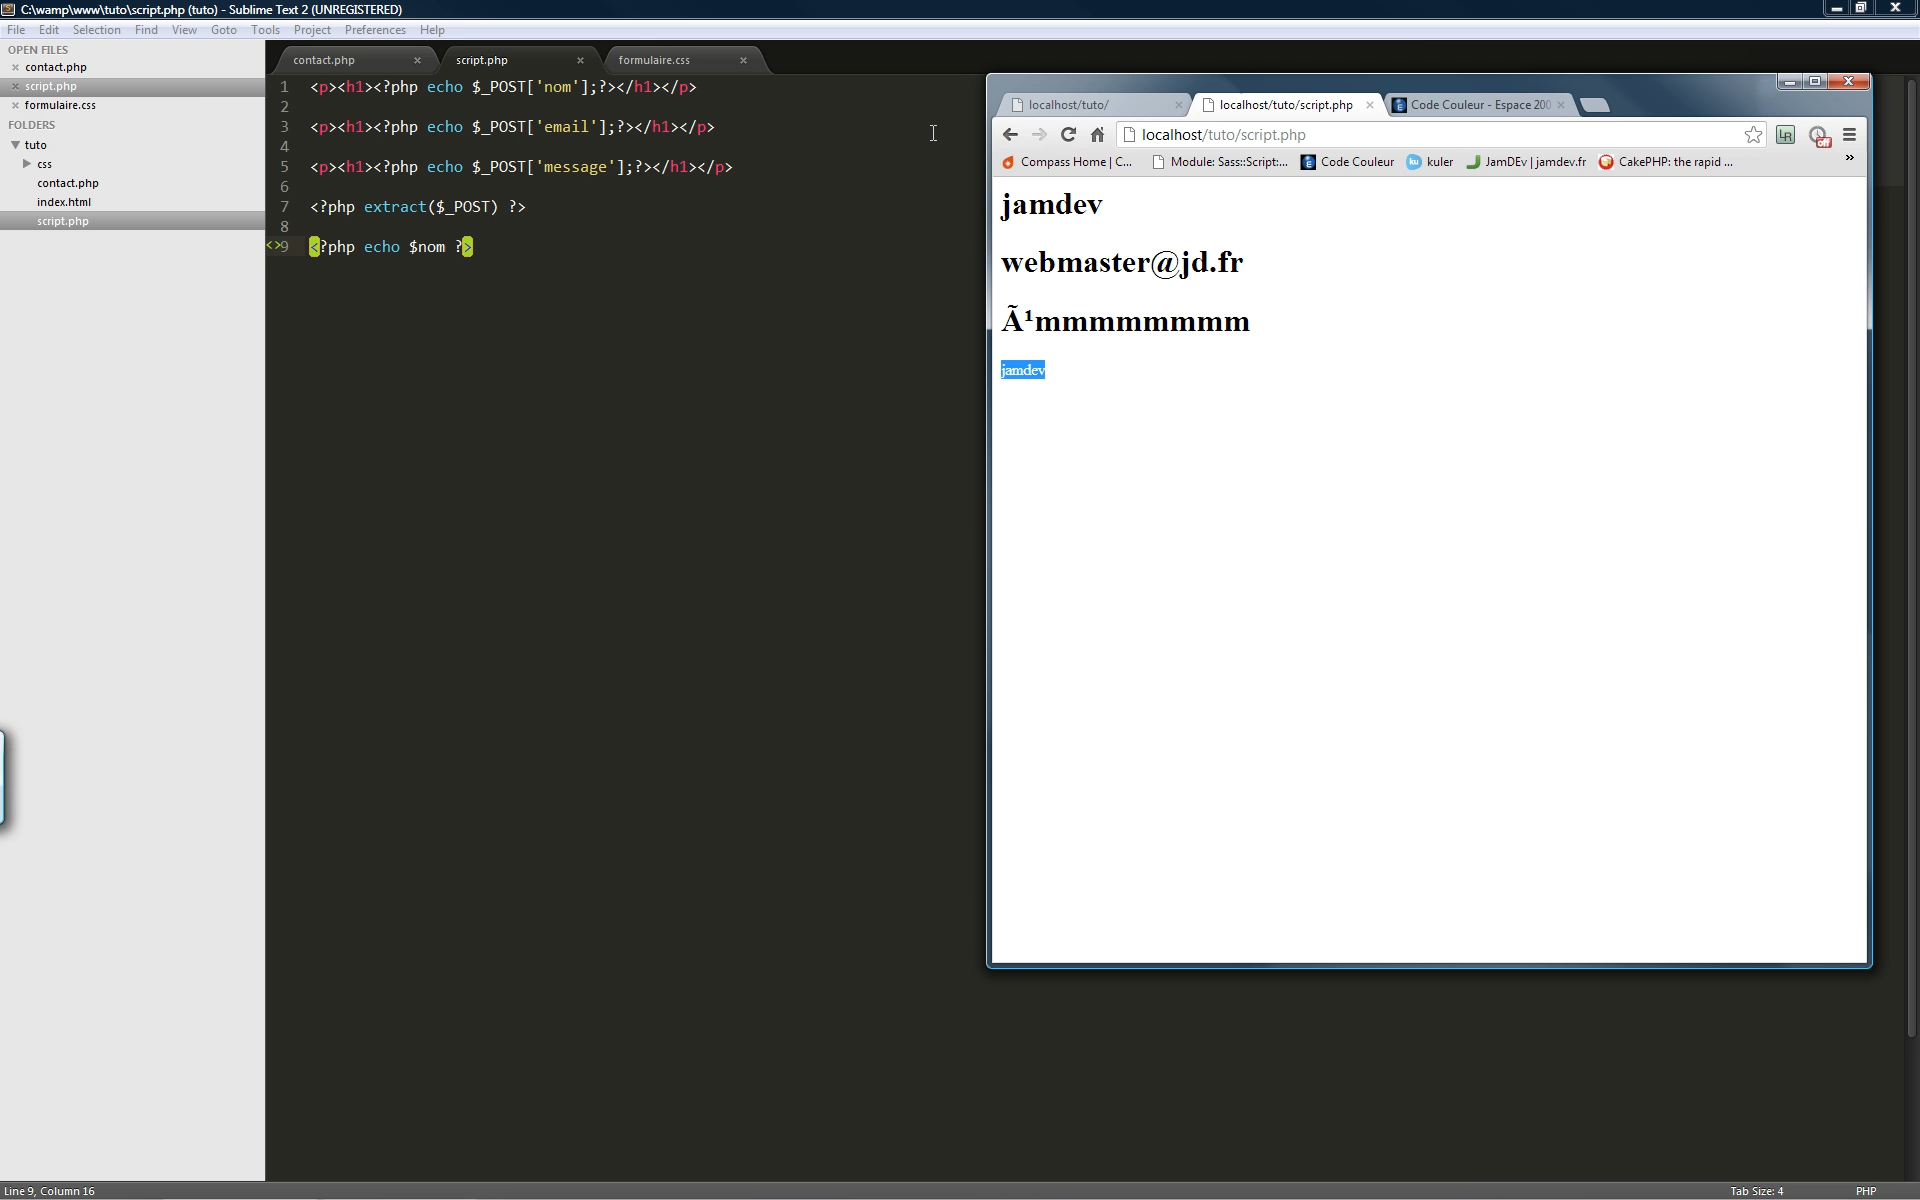 C:\wamp\www\tuto\script.php (tuto) - Sublime Text 2 (UNREGISTERED)
File Edit Selection Find View Goto Tools Project Preferences Help
OPEN FILES
contact.php
script.php
formulaire.css
FOLDERS
tuto
css
contact.php
index.html
script.php
contact.php script.php formulaire.css
1 <p><h1><?php echo $_POST['nom'];?></h1></p>
2
3 <p><h1><?php echo $_POST['email'];?></h1></p>
4
5 <p><h1><?php echo $_POST['message'];?></h1></p>
6
7 <?php extract($_POST) ?>
8
9 <?php echo $nom ?>
localhost/tuto/ localhost/tuto/script.php Code Couleur - Espace 200
localhost/tuto/script.php
Compass Home | C... Module: Sass::Script:... Code Couleur ku kuler JamDEv | jamdev.fr CakePHP: the rapid ... »
jamdev
webmaster@jd.fr
Ã¹mmmmmmmm
jamdev
Line 9, Column 16 Tab Size: 4 PHP